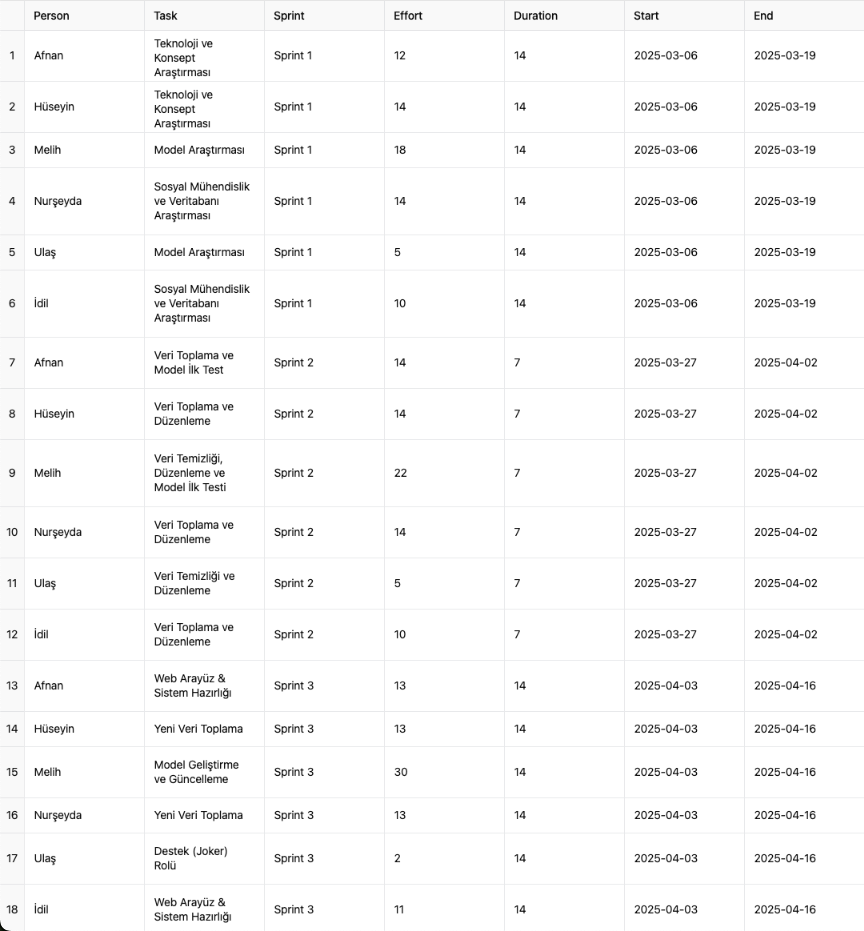 Person Task Sprint Effort Duration Start End
1 Afnan Teknoloji ve Konsept Araştırması Sprint 1 12 14 2025-03-06 2025-03-19
2 Hüseyin Teknoloji ve Konsept Araştırması Sprint 1 14 14 2025-03-06 2025-03-19
3 Melih Model Araştırması Sprint 1 18 14 2025-03-06 2025-03-19
4 Nurşeyda Sosyal Mühendislik ve Veritabanı Araştırması Sprint 1 14 14 2025-03-06 2025-03-19
5 Ulaş Model Araştırması Sprint 1 5 14 2025-03-06 2025-03-19
6 İdil Sosyal Mühendislik ve Veritabanı Araştırması Sprint 1 10 14 2025-03-06 2025-03-19
7 Afnan Veri Toplama ve Model İlk Test Sprint 2 14 7 2025-03-27 2025-04-02
8 Hüseyin Veri Toplama ve Düzenleme Sprint 2 14 7 2025-03-27 2025-04-02
9 Melih Veri Temizliği, Düzenleme ve Model İlk Testi Sprint 2 22 7 2025-03-27 2025-04-02
10 Nurşeyda Veri Toplama ve Düzenleme Sprint 2 14 7 2025-03-27 2025-04-02
11 Ulaş Veri Temizliği ve Düzenleme Sprint 2 5 7 2025-03-27 2025-04-02
12 İdil Veri Toplama ve Düzenleme Sprint 2 10 7 2025-03-27 2025-04-02
13 Afnan Web Arayüz & Sistem Hazırlığı Sprint 3 13 14 2025-04-03 2025-04-16
14 Hüseyin Yeni Veri Toplama Sprint 3 13 14 2025-04-03 2025-04-16
15 Melih Model Geliştirme ve Güncelleme Sprint 3 30 14 2025-04-03 2025-04-16
16 Nurşeyda Yeni Veri Toplama Sprint 3 13 14 2025-04-03 2025-04-16
17 Ulaş Destek (Joker) Rolü Sprint 3 2 14 2025-04-03 2025-04-16
18 İdil Web Arayüz & Sistem Hazırlığı Sprint 3 11 14 2025-04-03 2025-04-16